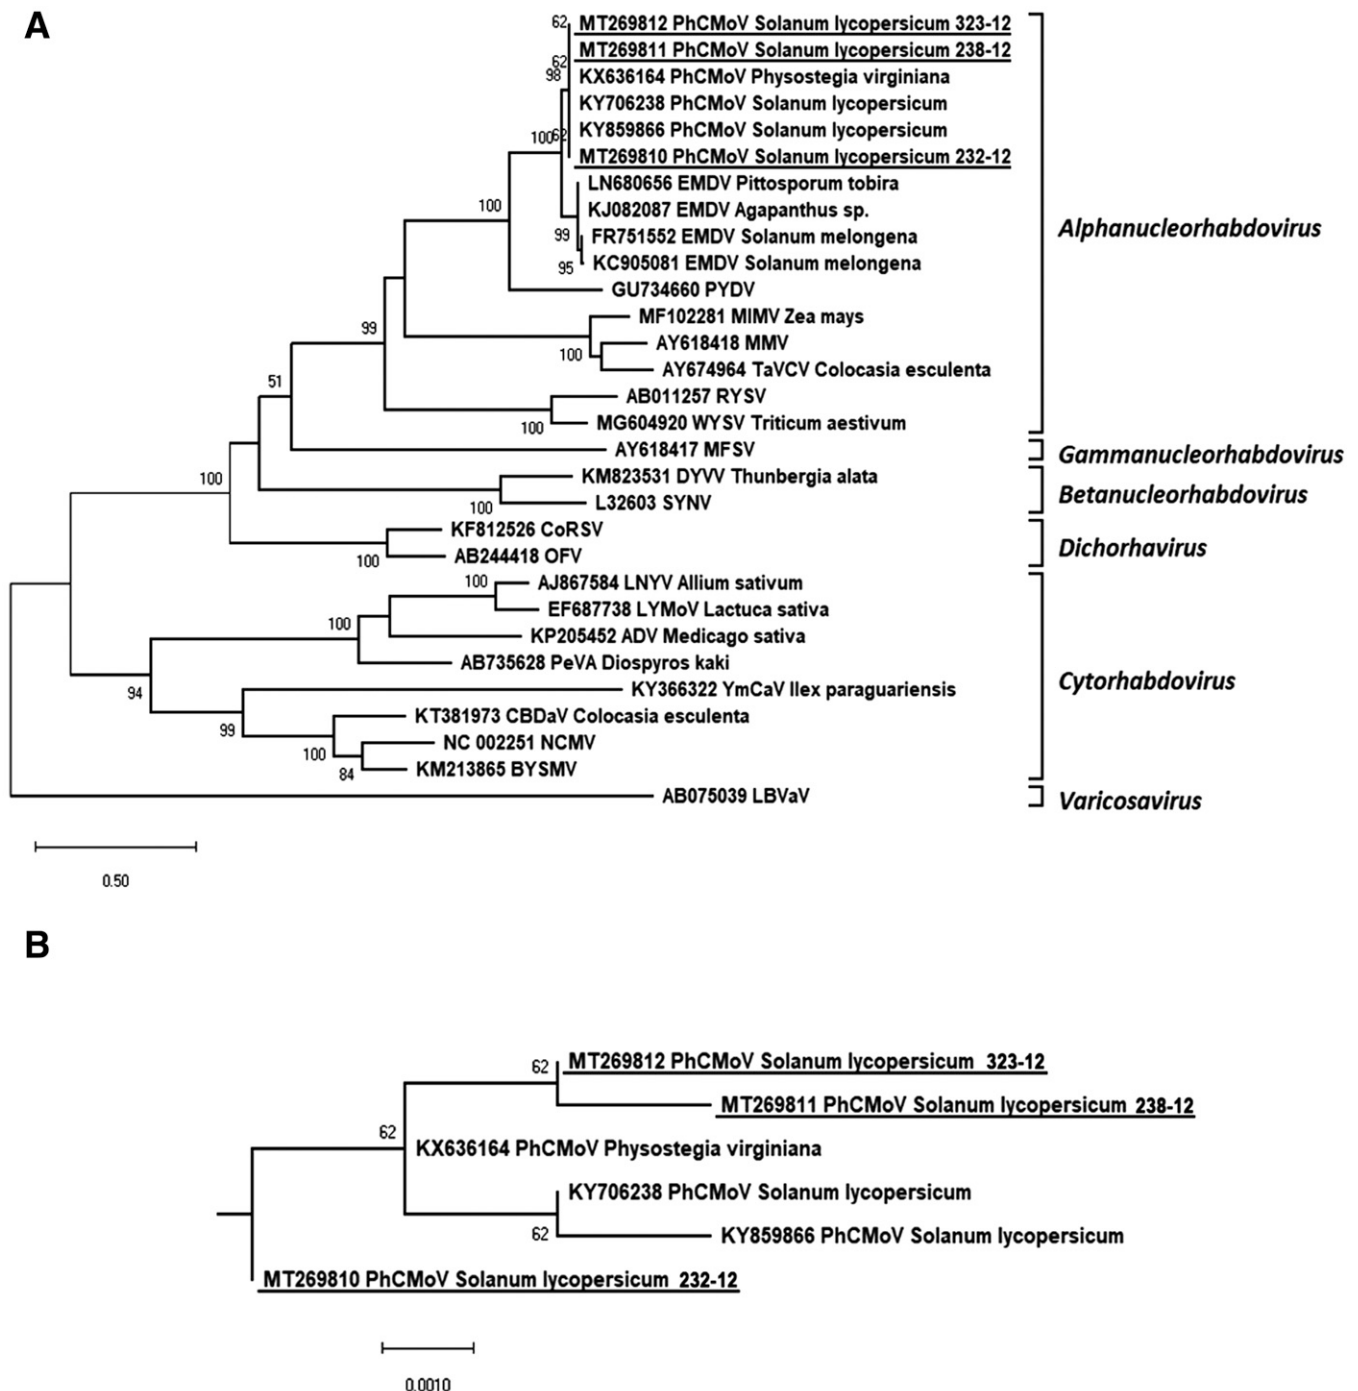 A
62
MT269812 PhCMoV Solanum lycopersicum 323-12
MT269811 PhCMoV Solanum lycopersicum 238-12
62
98
KX636164 PhCMoV Physostegia virginiana
KY706238 PhCMoV Solanum lycopersicum
KY859866 PhCMoV Solanum lycopersicum
100
62
MT269810 PhCMoV Solanum lycopersicum 232-12
LN680656 EMDV Pittosporum tobira
100
KJ082087 EMDV Agapanthus sp.
Alphanucleorhabdovirus
99
FR751552 EMDV Solanum melongena
95
KC905081 EMDV Solanum melongena
GU734660 PYDV
MF102281 MIMV Zea mays
99
AY618418 MMV
100
AY674964 TaVCV Colocasia esculenta
51
AB011257 RYSV
100
MG604920 WYSV Triticum aestivum
AY618417 MFSV
Gammanucleorhabdovirus
100
KM823531 DYVV Thunbergia alata
Betanucleorhabdovirus
100
L32603 SYNV
KF812526 CoRSV
Dichorhavirus
100
AB244418 OFV
100
AJ867584 LNYV Allium sativum
EF687738 LYMoV Lactuca sativa
100
KP205452 ADV Medicago sativa
AB735628 PeVA Diospyros kaki
Cytorhabdovirus
94
KY366322 YmCaV Ilex paraguariensis
99
KT381973 CBDaV Colocasia esculenta
100
NC 002251 NCMV
84
KM213865 BYSMV
AB075039 LBVaV
Varicosavirus
0.50
B
62
MT269812 PhCMoV Solanum lycopersicum 323-12
MT269811 PhCMoV Solanum lycopersicum 238-12
62
KX636164 PhCMoV Physostegia virginiana
KY706238 PhCMoV Solanum lycopersicum
62
KY859866 PhCMoV Solanum lycopersicum
MT269810 PhCMoV Solanum lycopersicum 232-12
0.0010